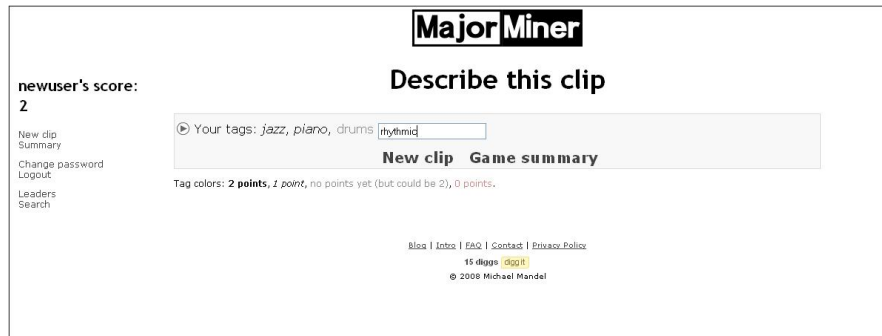 MajorMiner
newuser's score:
2
New clip
Summary
Change password
Logout
Leaders
Search
Describe this clip
Your tags: jazz, piano, drums rhythmic
New clip Game summary
Tag colors: 2 points, 1 point, no points yet (but could be 2), 0 points.
Blog | Intro | FAQ | Contact | Privacy Policy
15 diggs digg it
© 2008 Michael Mandel